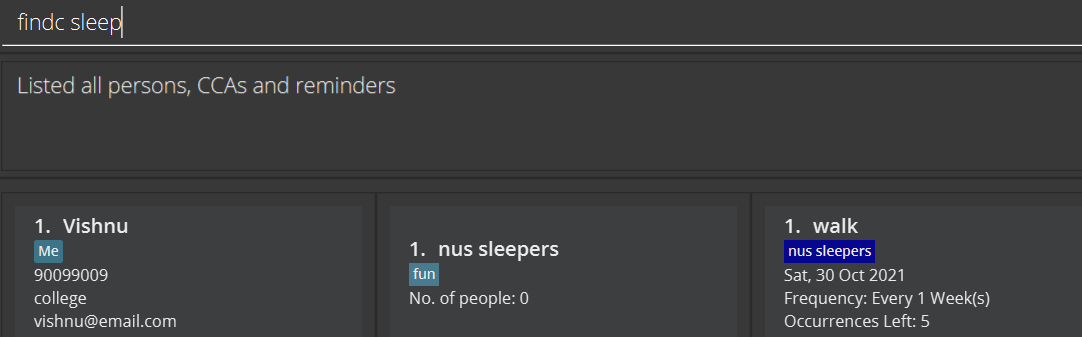 findc sleep
Listed all persons, CCAs and reminders
1. Vishnu
Me
90099009
college
vishnu@email.com
1. nus sleepers
fun
No. of people: 0
1. walk
nus sleepers
Sat, 30 Oct 2021
Frequency: Every 1 Week(s)
Occurrences Left: 5